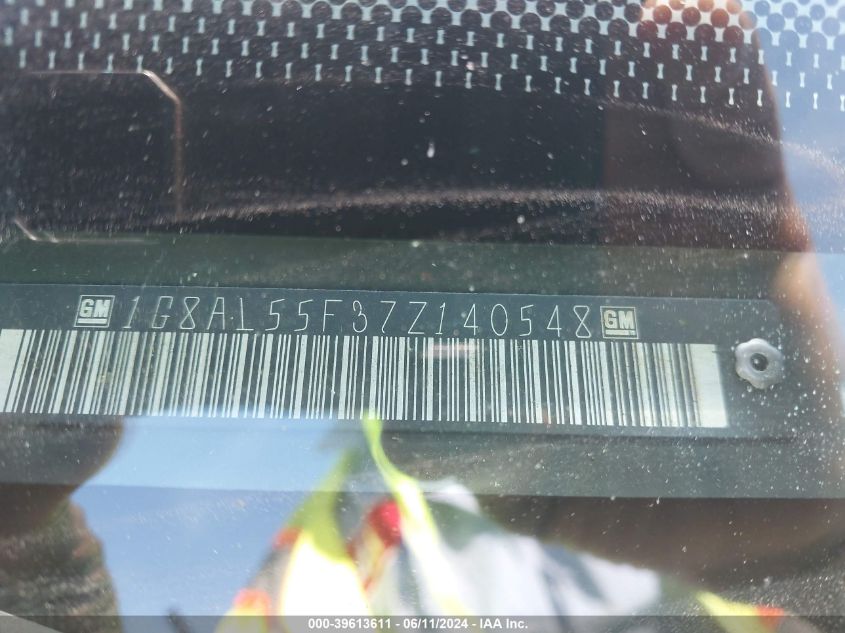 GM 1G8AL55F37Z140548 GM
000-39613611 - 06/11/2024 - IAA Inc.